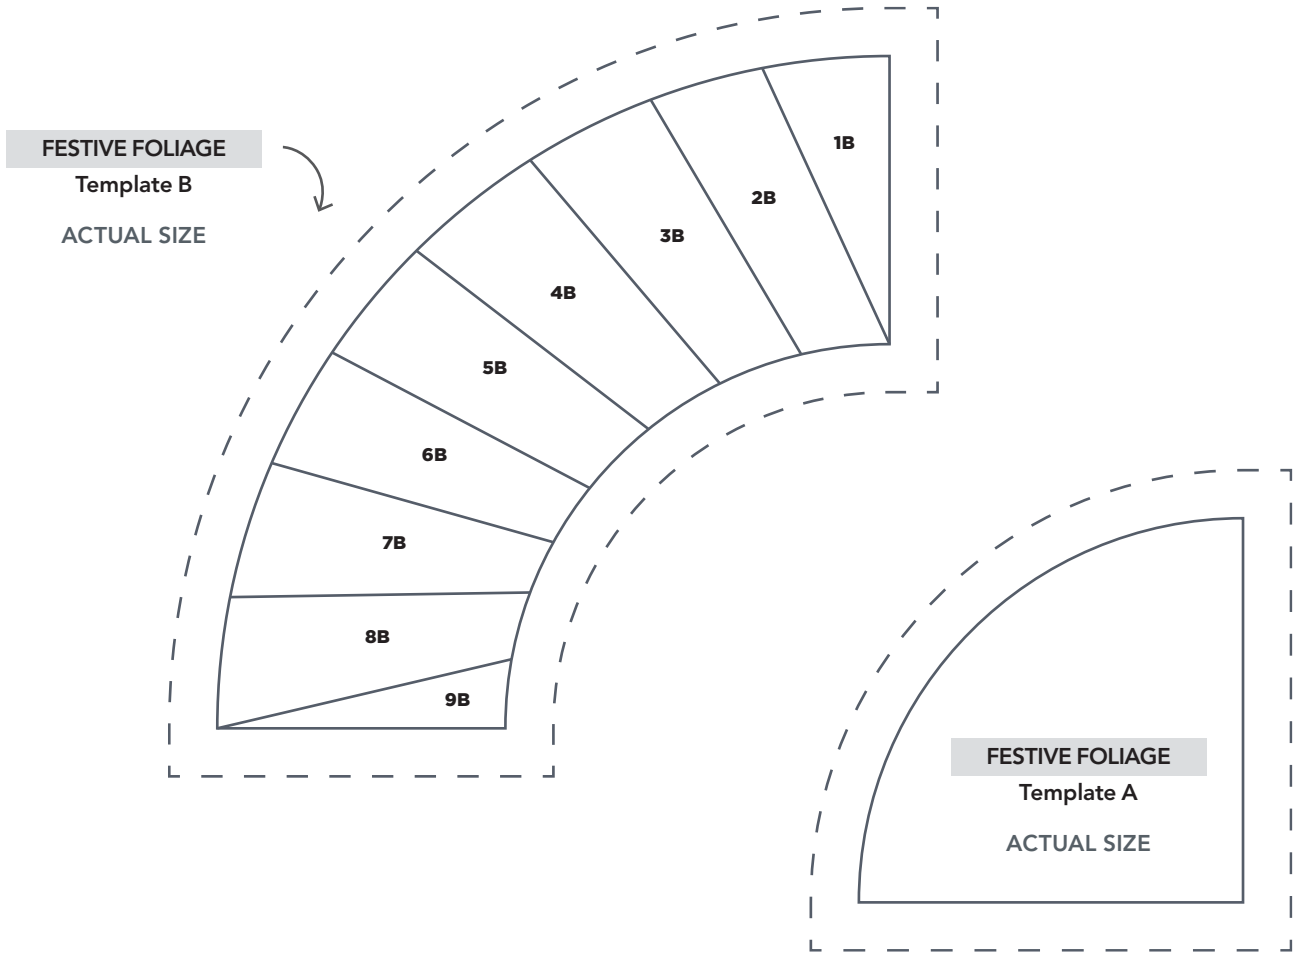 FESTIVE FOLIAGE
Template B
ACTUAL SIZE
1B
2B
3B
4B
5B
6B
7B
8B
9B
FESTIVE FOLIAGE
Template A
ACTUAL SIZE